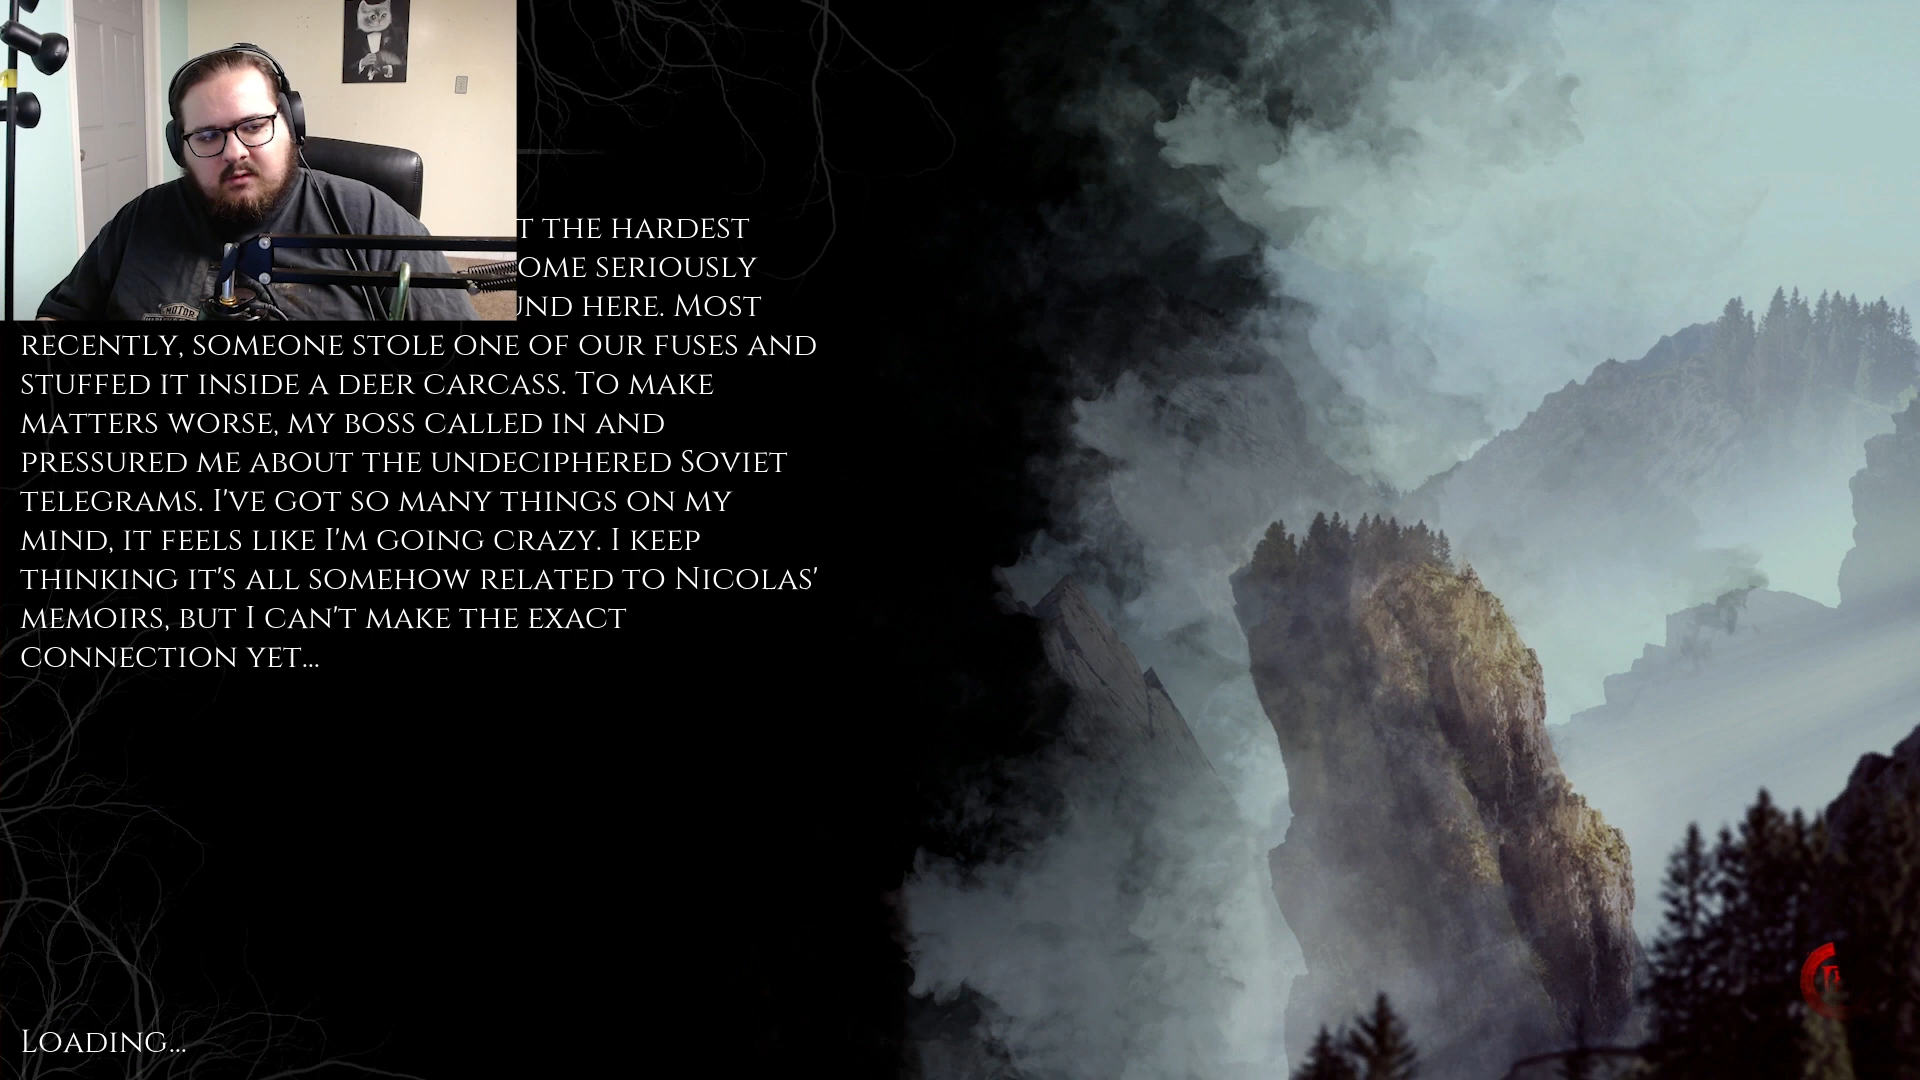 THE HARDEST
SERIOUSLY
HERE. MOST
RECENTLY, SOMEONE STOLE ONE OF OUR FUSES AND
STUFFED IT INSIDE A DEER CARCASS. TO MAKE
MATTERS WORSE, MY BOSS CALLED IN AND
PRESSURED ME ABOUT THE UNDECIPHERED SOVIET
TELEGRAMS. I'VE GOT SO MANY THINGS ON MY
MIND, IT FEELS LIKE I'M GOING CRAZY. I KEEP
THINKING IT'S ALL SOMEHOW RELATED TO NICOLAS'
MEMOIRS, BUT I CAN'T MAKE THE EXACT
CONNECTION YET...
LOADING...
MOTOR